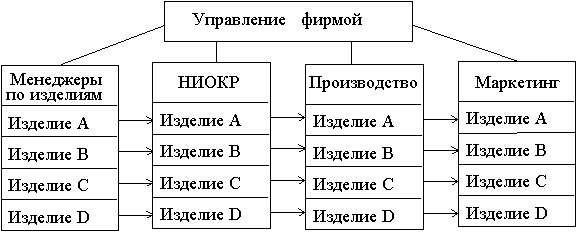 Управление фирмой
Менеджеры
по изделиям
Изделие А
Изделие В
Изделие С
Изделие D
НИОКР
Изделие А
Изделие В
Изделие С
Изделие D
Производство
Изделие А
Изделие В
Изделие С
Изделие D
Маркетинг
Изделие А
Изделие В
Изделие С
Изделие D